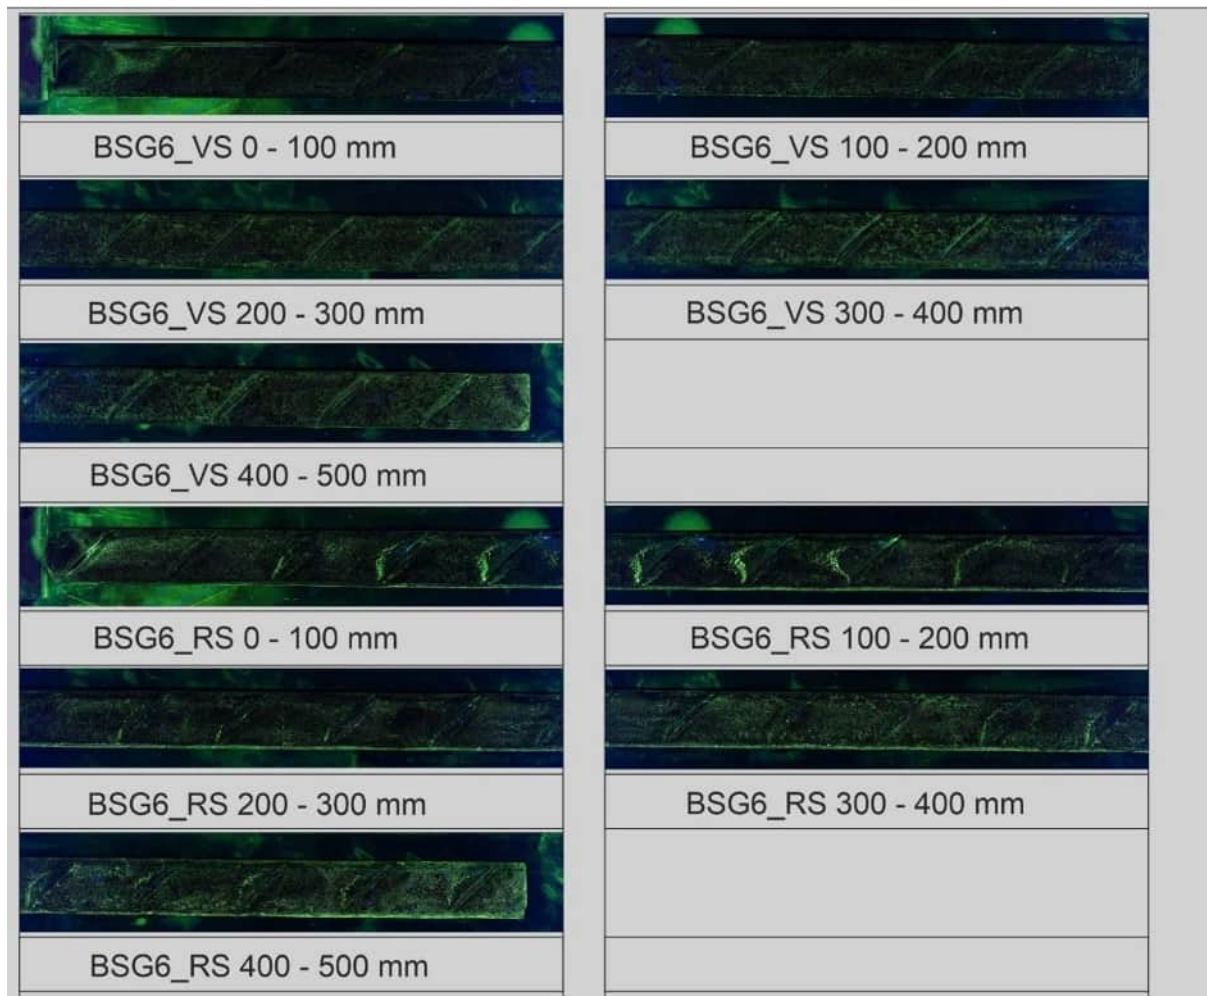 BSG6_VS 0 - 100 mm
BSG6_VS 100 - 200 mm
BSG6_VS 200 - 300 mm
BSG6_VS 300 - 400 mm
BSG6_VS 400 - 500 mm
BSG6_RS 0 - 100 mm
BSG6_RS 100 - 200 mm
BSG6_RS 200 - 300 mm
BSG6_RS 300 - 400 mm
BSG6_RS 400 - 500 mm